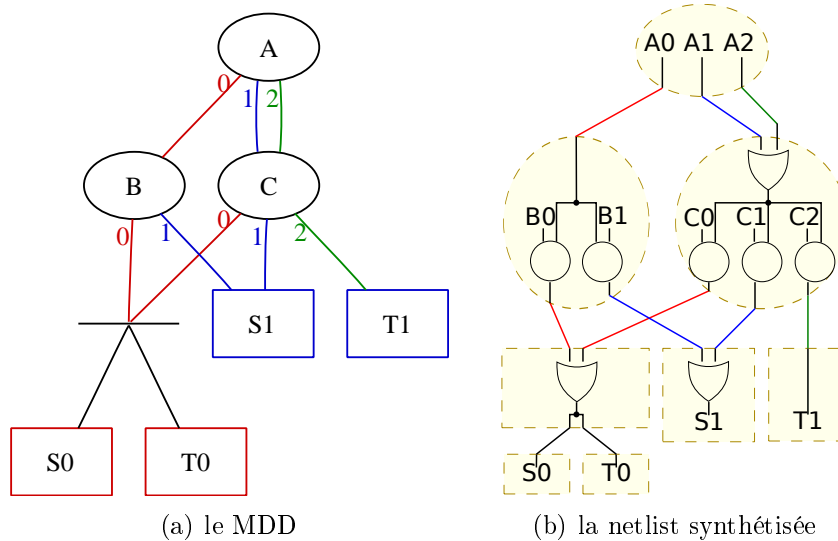 A
0
1
2
B
C
0
1
0
1
2
S1
T1
S0
T0
(a) le MDD
A0 A1 A2
B0 B1
C0 C1 C2
S1
T1
S0
T0
(b) la netlist synthétisée